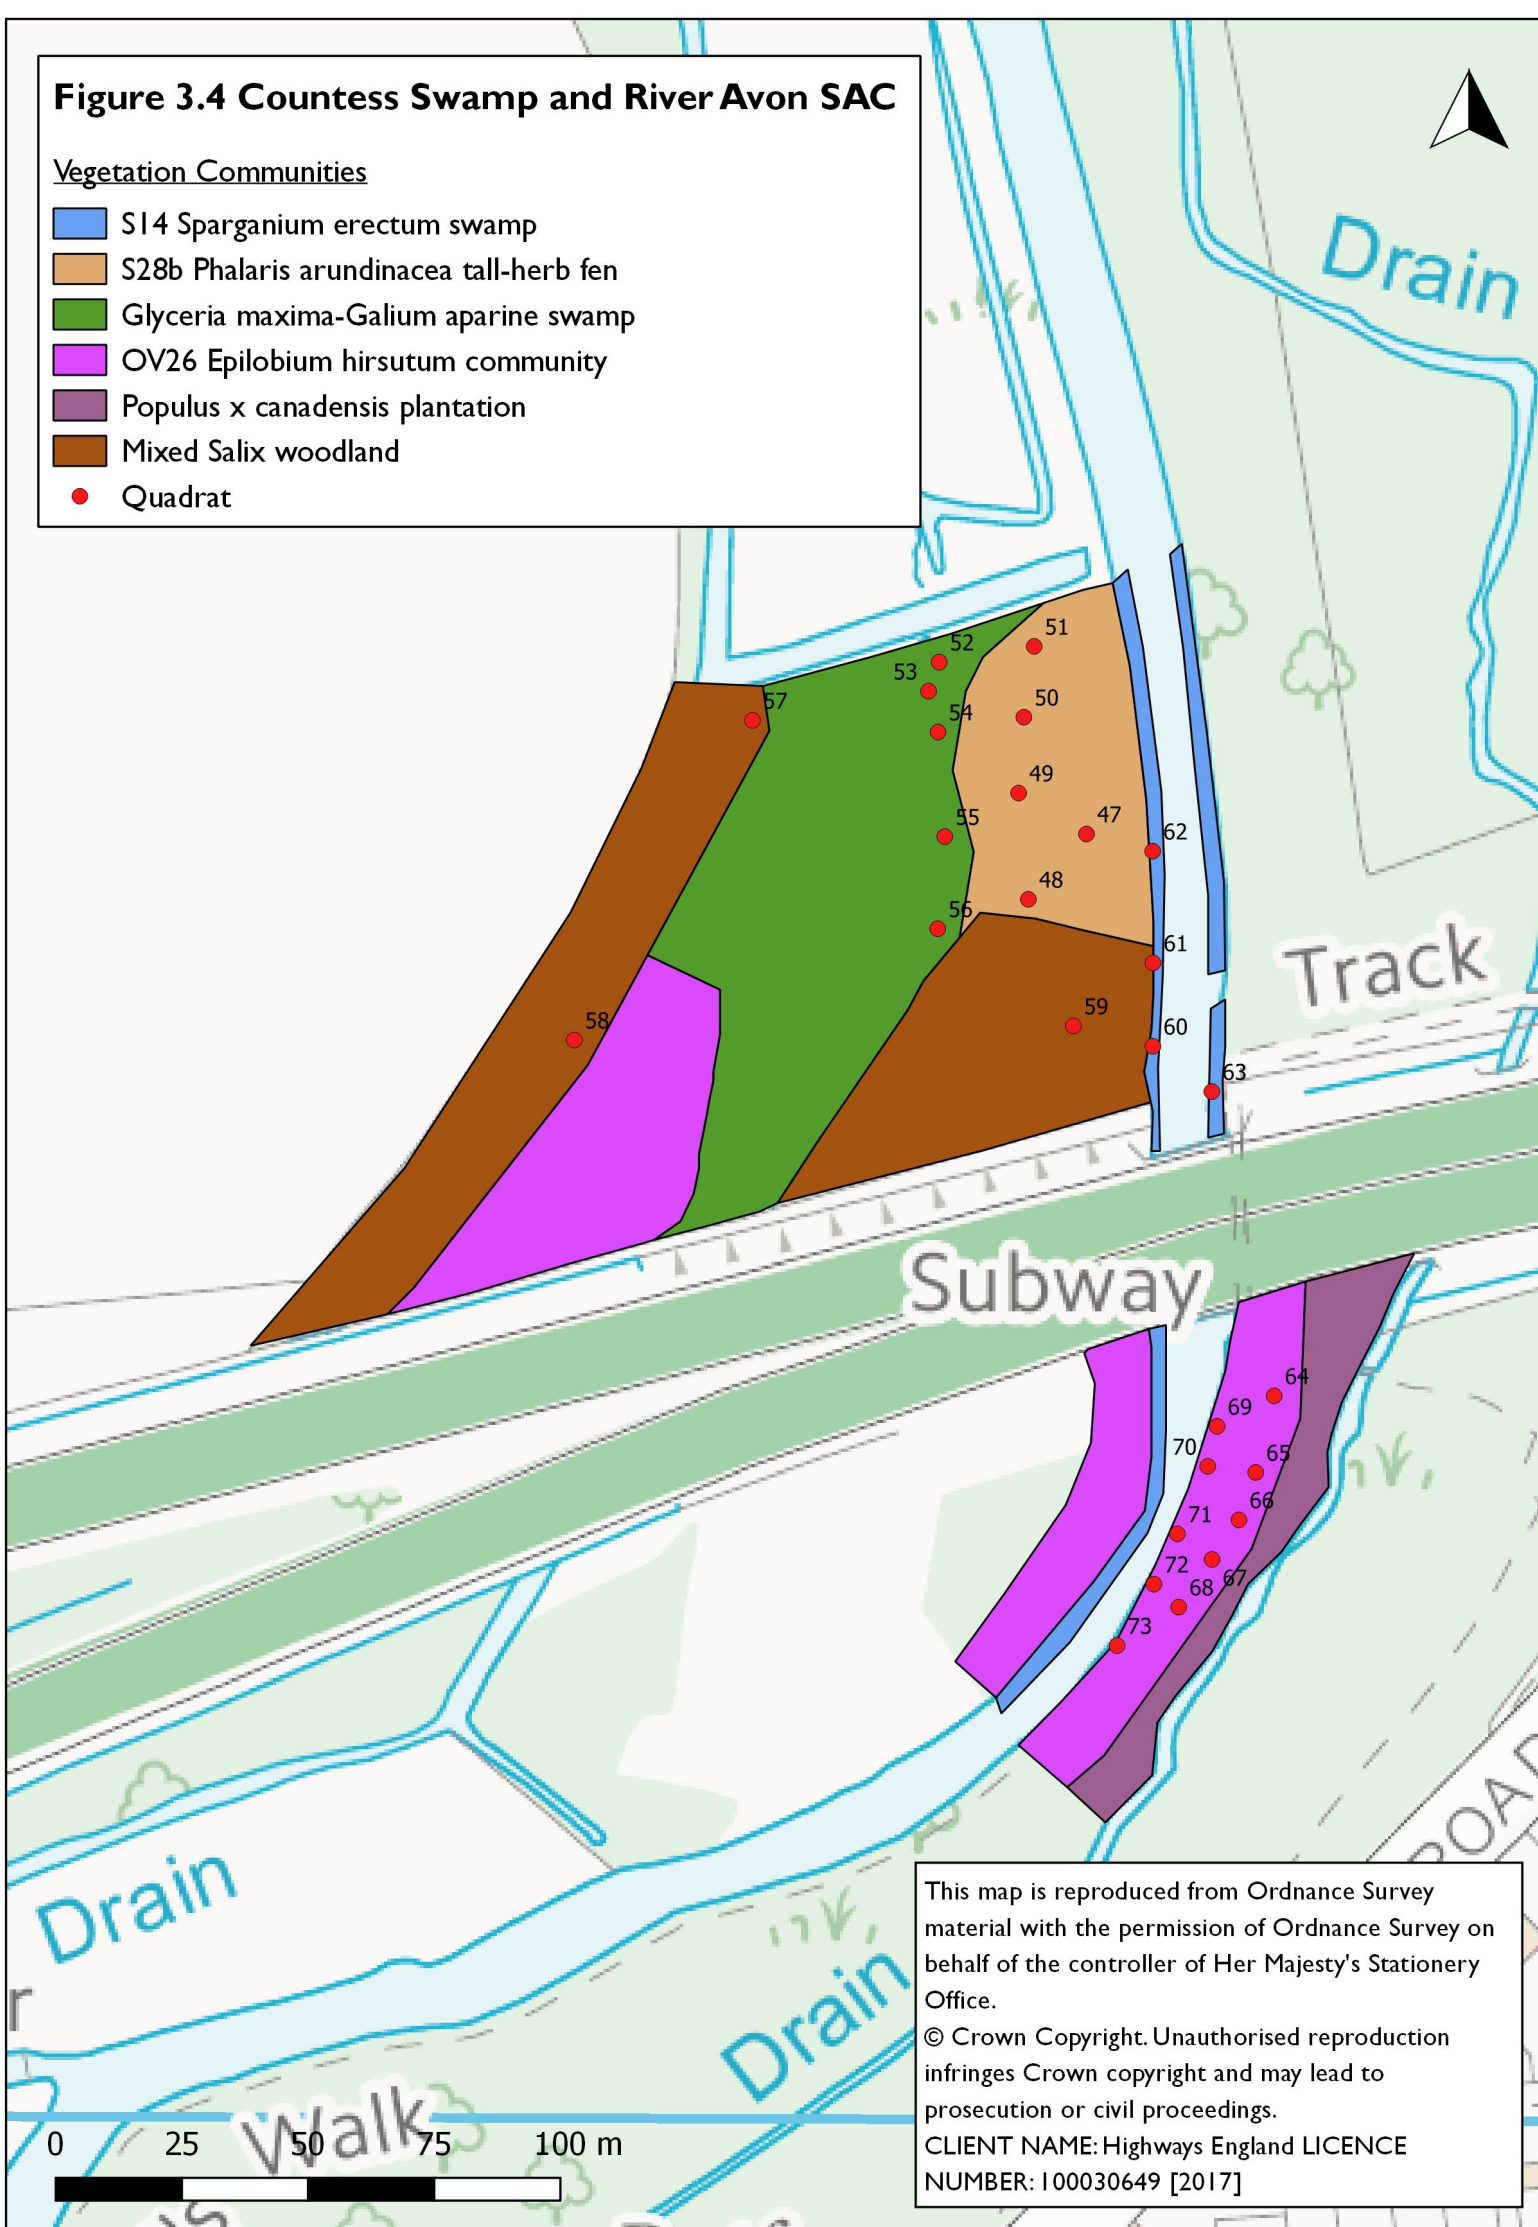 Figure 3.4 Countess Swamp and River Avon SAC
Vegetation Communities
S14 Sparganium erectum swamp
S28b Phalaris arundinacea tall-herb fen
Glyceria maxima-Galium aparine swamp
OV26 Epilobium hirsutum community
Populus x canadensis plantation
Mixed Salix woodland
Quadrat
Drain
51
52
53
57
50
54
49
55
47
62
48
56
61
Track
59
58
60
63
Subway
64
69
70
65
66
71
72
67
68
73
ROAD
Drain
Drain
r
Walk
's
0 25 50 75 100 m
This map is reproduced from Ordnance Survey
material with the permission of Ordnance Survey on
behalf of the controller of Her Majesty's Stationery
Office.
© Crown Copyright. Unauthorised reproduction
infringes Crown copyright and may lead to
prosecution or civil proceedings.
CLIENT NAME: Highways England LICENCE
NUMBER: 100030649 [2017]